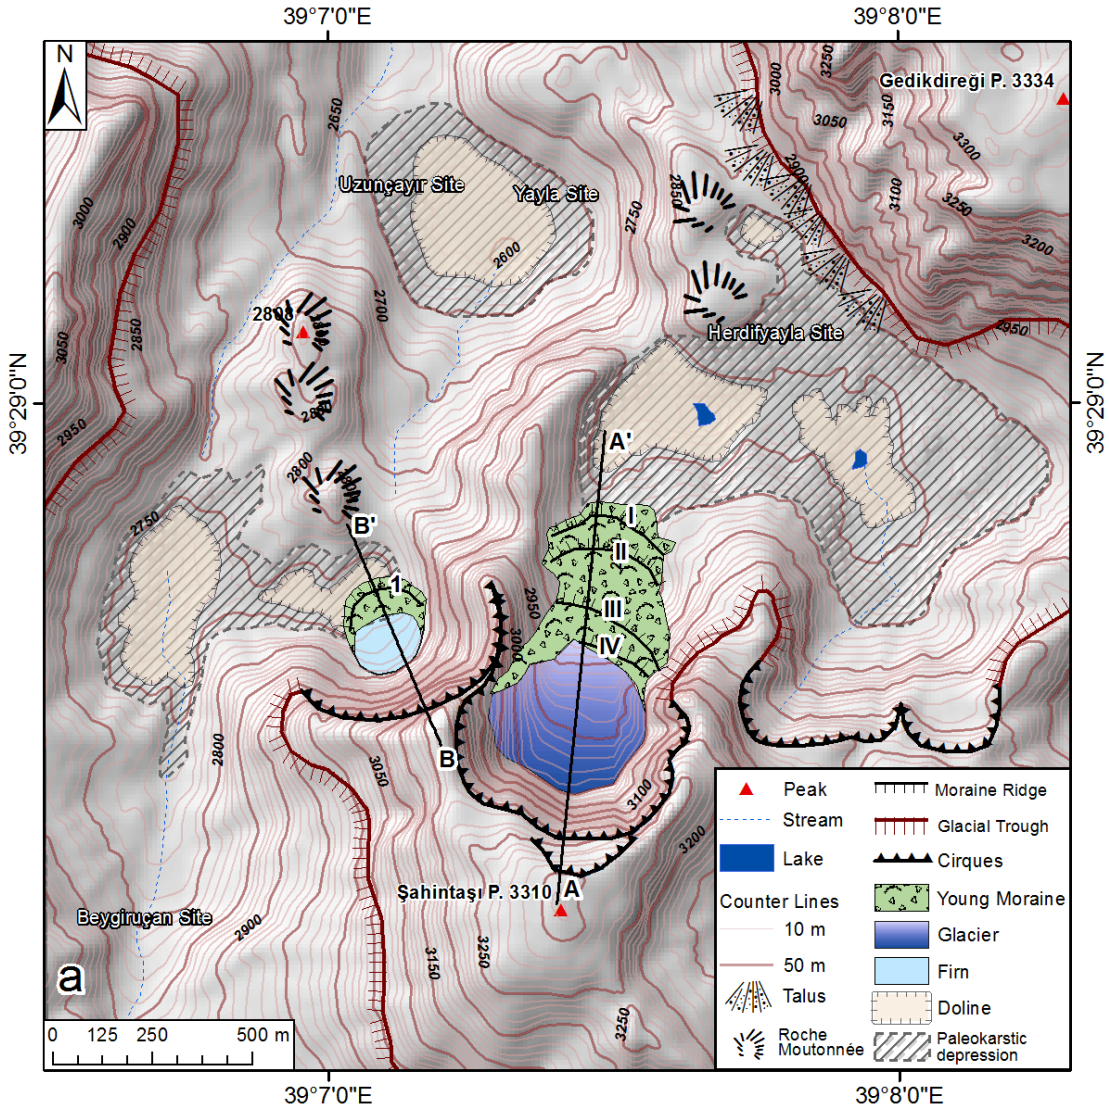 39°7'0"E
39°8'0"E
N
Gedikdireği P. 3334
3250
3000
3150
3050
3300
2650
2900
3100
3250
3200
Uzunçayır Site
Yayla Site
2850
2750
2600
3000
2900
2700
2808
2850
3050
2950
Herdifyayla Site
39°29'0"N
39°29'0"N
2950
A'
2800
2750
B'
I
II
1
2950
III
3000
IV
2800
3050
B
3100
3200
Şahintaşı P. 3310
A
Beygiruçan Site
2900
3150
3250
3250
a
0 125 250 500 m
Peak
Moraine Ridge
Stream
Glacial Trough
Lake
Cirques
Counter Lines
Young Moraine
10 m
Glacier
50 m
Firn
Talus
Doline
Roche
Moutonnée
Paleokarstic
depression
39°7'0"E
39°8'0"E